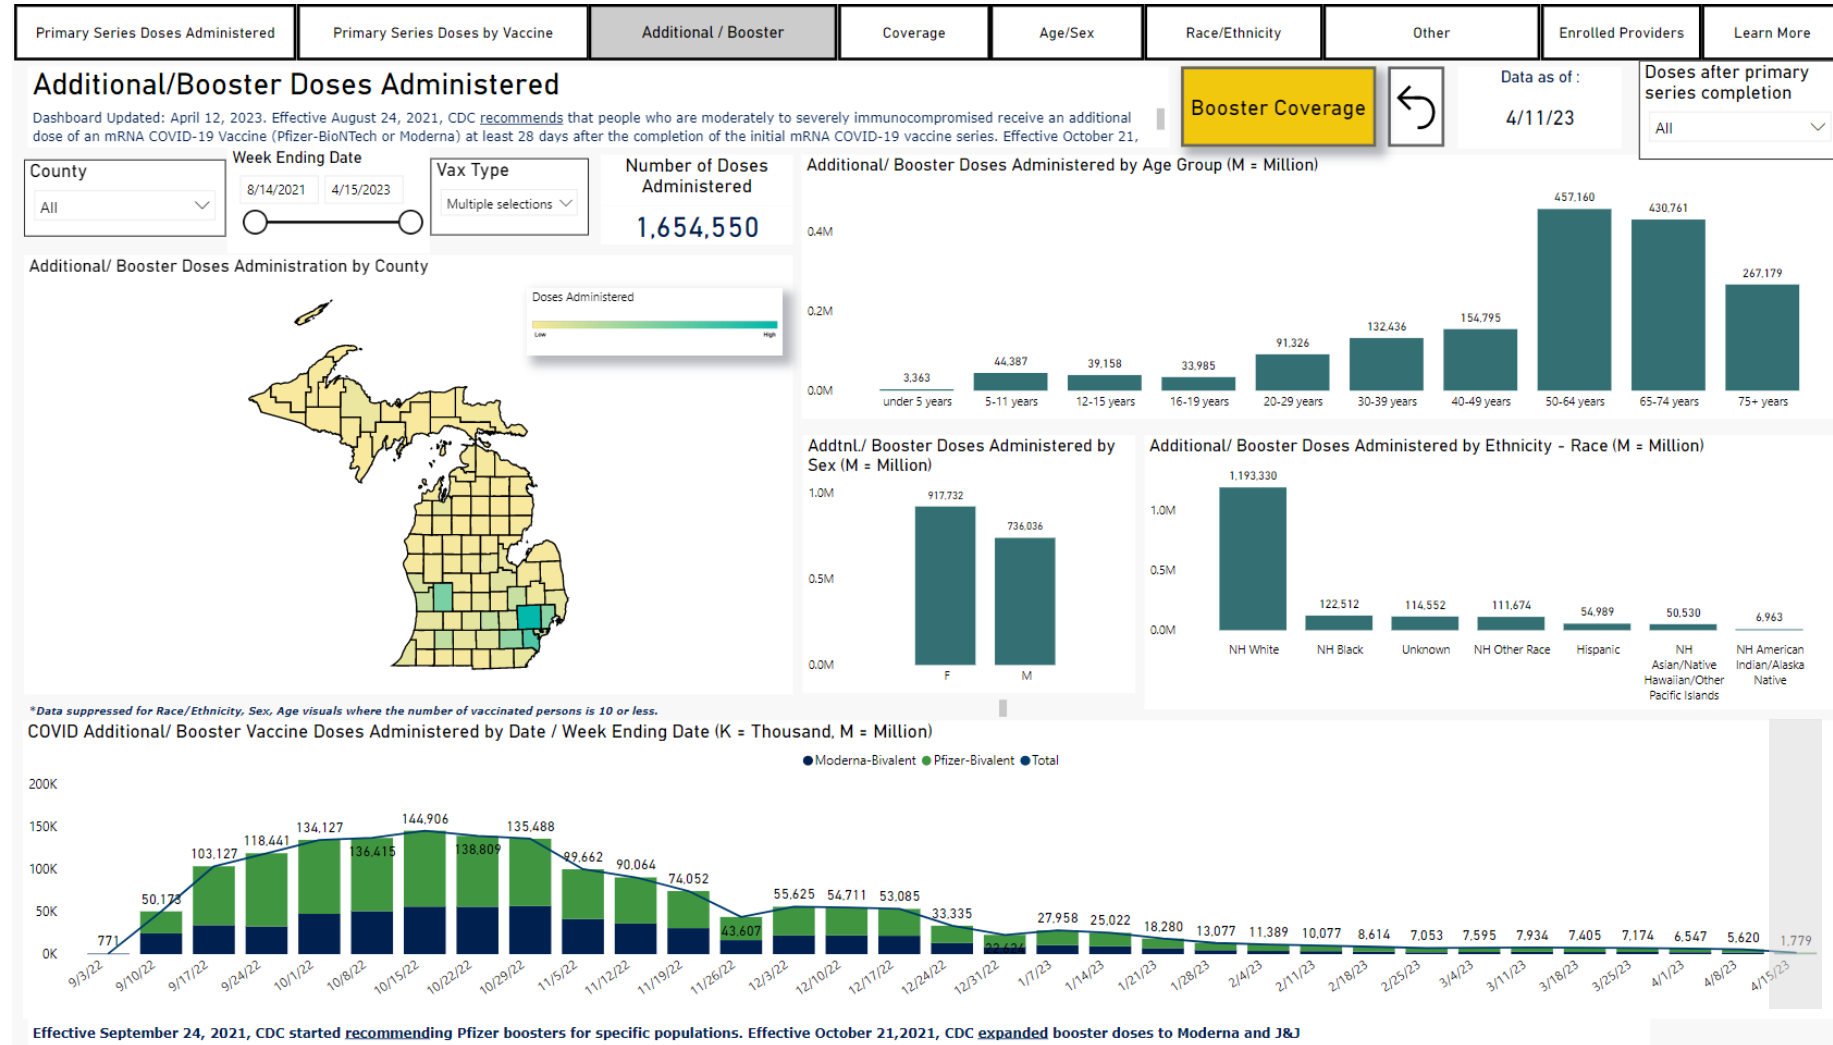 Primary Series Doses Administered
Primary Series Doses by Vaccine
Additional / Booster
Coverage
Age/Sex
Race/Ethnicity
Other
Enrolled Providers
Learn More
Additional/Booster Doses Administered
Dashboard Updated: April 12, 2023. Effective August 24, 2021, CDC recommends that people who are moderately to severely immunocompromised receive an additional
dose of an mRNA COVID-19 Vaccine (Pfizer-BioNTech or Moderna) at least 28 days after the completion of the initial mRNA COVID-19 vaccine series. Effective October 21,
Booster Coverage
Data as of :
4/11/23
Doses after primary
series completion
All
County
All
Week Ending Date
8/14/2021
4/15/2023
Vax Type
Multiple selections
Number of Doses
Administered
1,654,550
Additional/ Booster Doses Administration by County
Doses Administered
Low
High
Additional/ Booster Doses Administered by Age Group (M = Million)
0.4M
0.2M
0.0M
3,363
44,387
39,158
33,985
91,326
132,436
154,795
457,160
430,761
267,179
under 5 years
5-11 years
12-15 years
16-19 years
20-29 years
30-39 years
40-49 years
50-64 years
65-74 years
75+ years
Addtnl./ Booster Doses Administered by
Sex (M = Million)
1.0M
0.5M
0.0M
917,732
736,036
F
M
Additional/ Booster Doses Administered by Ethnicity - Race (M = Million)
1.0M
0.5M
0.0M
1,193,330
122,512
114,552
111,674
54,989
50,530
6,963
NH White
NH Black
Unknown
NH Other Race
Hispanic
NH
Asian/Native
Hawaiian/Other
Pacific Islands
NH American
Indian/Alaska
Native
*Data suppressed for Race/Ethnicity, Sex, Age visuals where the number of vaccinated persons is 10 or less.
COVID Additional/ Booster Vaccine Doses Administered by Date / Week Ending Date (K = Thousand, M = Million)
Moderna-Bivalent
Pfizer-Bivalent
Total
200K
150K
100K
50K
0K
771
50,173
103,127
118,441
134,127
136,415
144,906
138,809
135,488
99,662
90,064
74,052
43,607
55,625
54,711
53,085
33,335
22,624
27,958
25,022
18,280
13,077
11,389
10,077
8,614
7,053
7,595
7,934
7,405
7,174
6,547
5,620
1,779
9/3/22
9/10/22
9/17/22
9/24/22
10/1/22
10/8/22
10/15/22
10/22/22
10/29/22
11/5/22
11/12/22
11/19/22
11/26/22
12/3/22
12/10/22
12/17/22
12/24/22
12/31/22
1/7/23
1/14/23
1/21/23
1/28/23
2/4/23
2/11/23
2/18/23
2/25/23
3/4/23
3/11/23
3/18/23
3/25/23
4/1/23
4/8/23
4/15/23
Effective September 24, 2021, CDC started recommending Pfizer boosters for specific populations. Effective October 21,2021, CDC expanded booster doses to Moderna and J&J